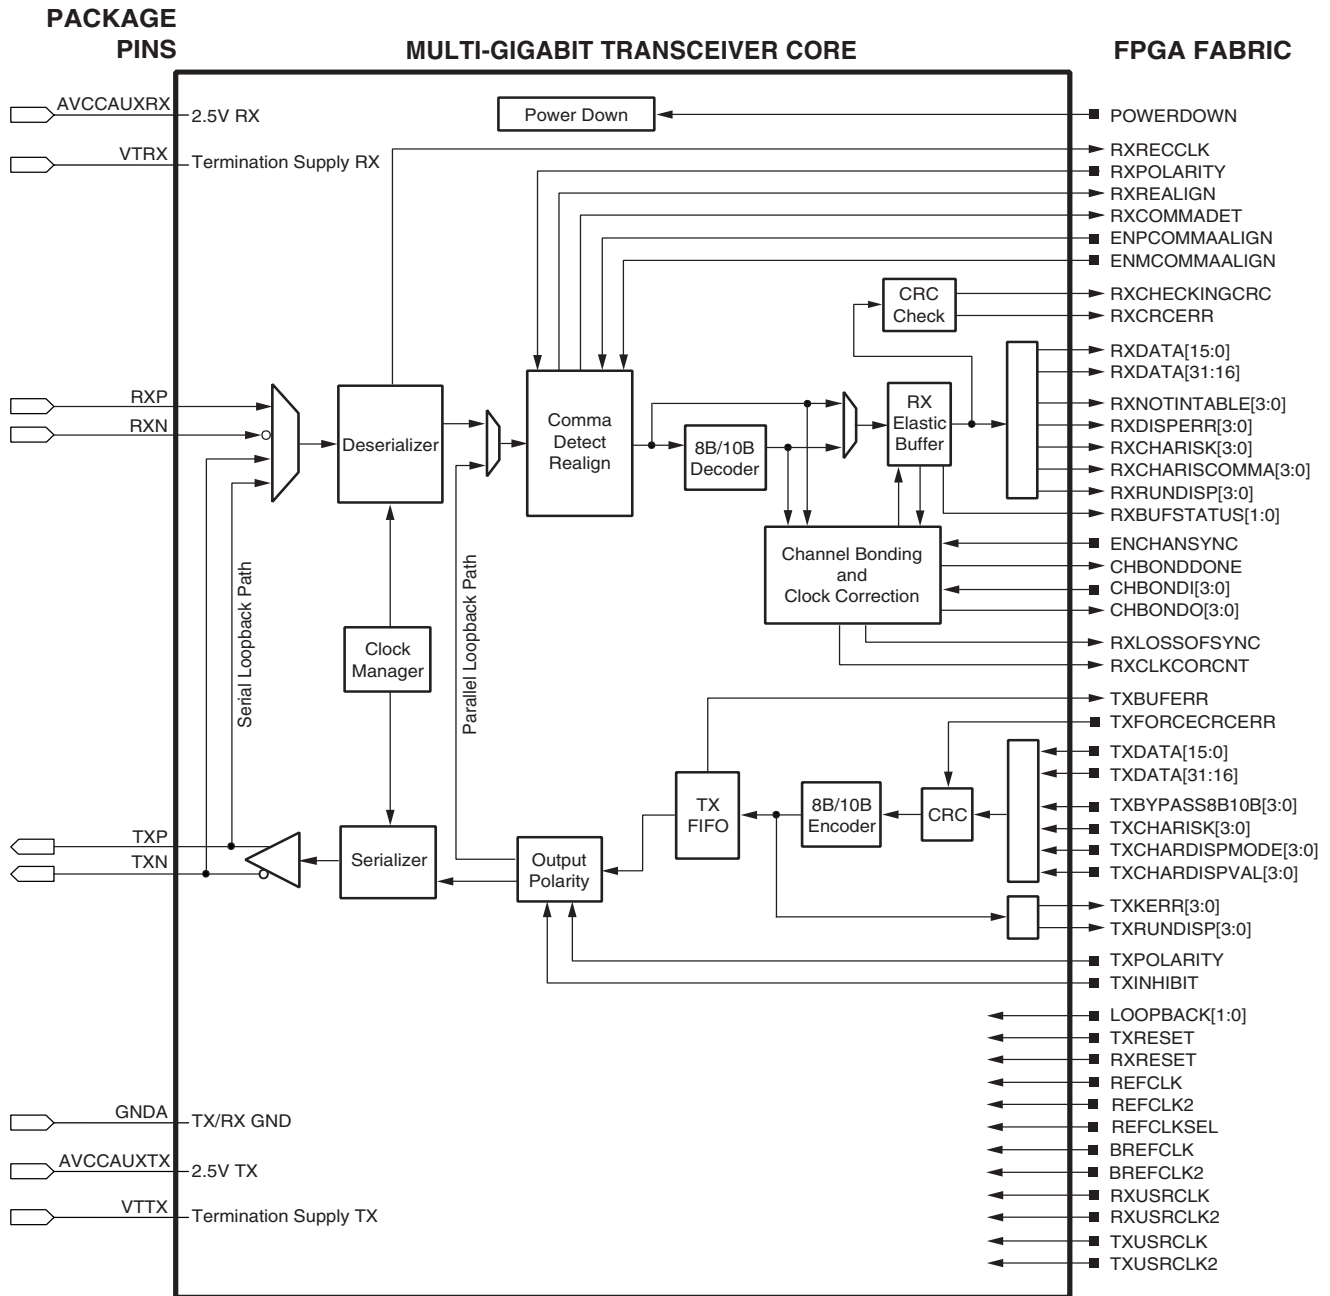 PACKAGE
PINS
MULTI-GIGABIT TRANSCEIVER CORE
FPGA FABRIC
AVCCAUXRX
2.5V RX
Power Down
POWERDOWN
VTRX
Termination Supply RX
RXRECCLK
RXPOLARITY
RXREALIGN
RXCOMMADET
ENPCOMMAALIGN
ENMCOMMAALIGN
CRC
Check
RXCHECKINGCRC
RXCRCERR
RXDATA[15:0]
RXDATA[31:16]
RXP
RXN
Deserializer
Comma
Detect
Realign
8B/10B
Decoder
RX
Elastic
Buffer
RXNOTINTABLE[3:0]
RXDISPERR[3:0]
RXCHARISK[3:0]
RXCHARISCOMMA[3:0]
RXRUNDISP[3:0]
RXBUFSTATUS[1:0]
Channel Bonding
and
Clock Correction
ENCHANSYNC
CHBONDDONE
CHBONDI[3:0]
CHBONDO[3:0]
RXLOSSOFSYNC
RXCLKCORCNT
Serial Loopback Path
Clock
Manager
Parallel Loopback Path
TXBUFERR
TXFORCECRCERR
TXDATA[15:0]
TXDATA[31:16]
TX
FIFO
8B/10B
Encoder
CRC
TXBYPASS8B10B[3:0]
TXCHARISK[3:0]
TXCHARDISPMODE[3:0]
TXCHARDISPVAL[3:0]
TXP
TXN
Serializer
Output
Polarity
TXKERR[3:0]
TXRUNDISP[3:0]
TXPOLARITY
TXINHIBIT
LOOPBACK[1:0]
TXRESET
RXRESET
REFCLK
REFCLK2
REFCLKSEL
BREFCLK
BREFCLK2
RXUSRCLK
RXUSRCLK2
TXUSRCLK
TXUSRCLK2
GNDA
TX/RX GND
AVCCAUXTX
2.5V TX
VTTX
Termination Supply TX